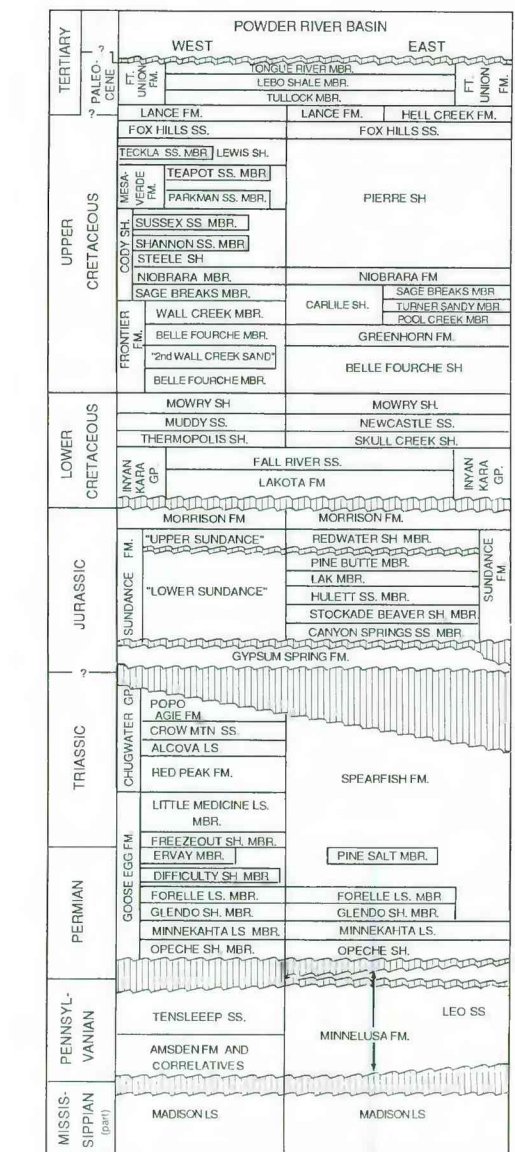 POWDER RIVER BASIN
WEST EAST
TERTIARY
PALEO-
CENE
?
FT.
UNION
FM.
TONGUE RIVER MBR.
LEBO SHALE MBR.
TULLOCK MBR.
FT.
UNION
FM.
?
LANCE FM. LANCE FM. HELL CREEK FM.
FOX HILLS SS. FOX HILLS SS.
UPPER
CRETACEOUS
TECKLA SS. MBR. LEWIS SH.
MESA-
VERDE
FM.
TEAPOT SS. MBR.
PARKMAN SS. MBR.
PIERRE SH
CODY SH.
SUSSEX SS MBR.
SHANNON SS. MBR.
STEELE SH
NIOBRARA MBR. NIOBRARA FM
SAGE BREAKS MBR.
CARLILE SH.
SAGE BREAKS MBR
TURNER SANDY MBR
POOL CREEK MBR
FRONTIER
FM.
WALL CREEK MBR.
BELLE FOURCHE MBR. GREENHORN FM.
"2nd WALL CREEK SAND"
BELLE FOURCHE MBR.
BELLE FOURCHE SH
LOWER
CRETACEOUS
MOWRY SH MOWRY SH.
MUDDY SS. NEWCASTLE SS.
THERMOPOLIS SH. SKULL CREEK SH.
INYAN
KARA
GP.
FALL RIVER SS.
LAKOTA FM
INYAN
KARA
GP.
JURASSIC
MORRISON FM MORRISON FM.
SUNDANCE FM.
"UPPER SUNDANCE" REDWATER SH MBR.
"LOWER SUNDANCE"
PINE BUTTE MBR.
LAK MBR.
HULETT SS. MBR.
STOCKADE BEAVER SH MBR.
CANYON SPRINGS SS MBR.
SUNDANCE
FM.
GYPSUM SPRING FM.
?
TRIASSIC
CHUGWATER GP.
POPO
AGIE FM.
CROW MTN SS.
ALCOVA LS
RED PEAK FM.
SPEARFISH FM.
GOOSE EGG FM.
LITTLE MEDICINE LS.
MBR.
FREEZEOUT SH. MBR.
PERMIAN
ERVAY MBR. PINE SALT MBR.
DIFFICULTY SH MBR
FORELLE LS. MBR. FORELLE LS. MBR
GLENDO SH. MBR. GLENDO SH. MBR.
MINNEKAHTA LS MBR. MINNEKAHTA LS.
OPECHE SH. MBR. OPECHE SH.
PENNSYL-
VANIAN
TENSLEEEP SS.
LEO SS
MINNELUSA FM.
AMSDEN FM AND
CORRELATIVES
MISSIS-
SIPPIAN
(part)
MADISON LS MADISON LS